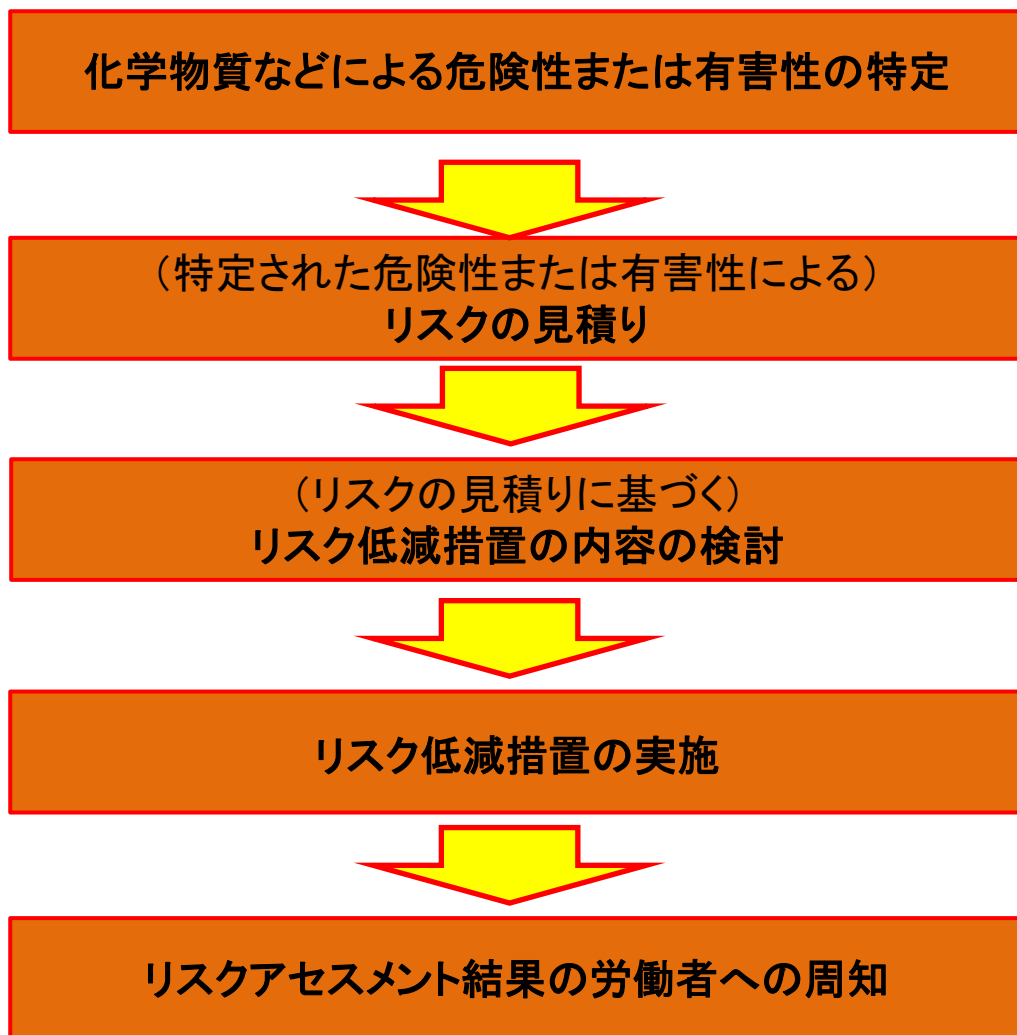 化学物質などによる危険性または有害性の特定
（特定された危険性または有害性による）
リスクの見積り
（リスクの見積りに基づく）
リスク低減措置の内容の検討
リスク低減措置の実施
リスクアセスメント結果の労働者への周知